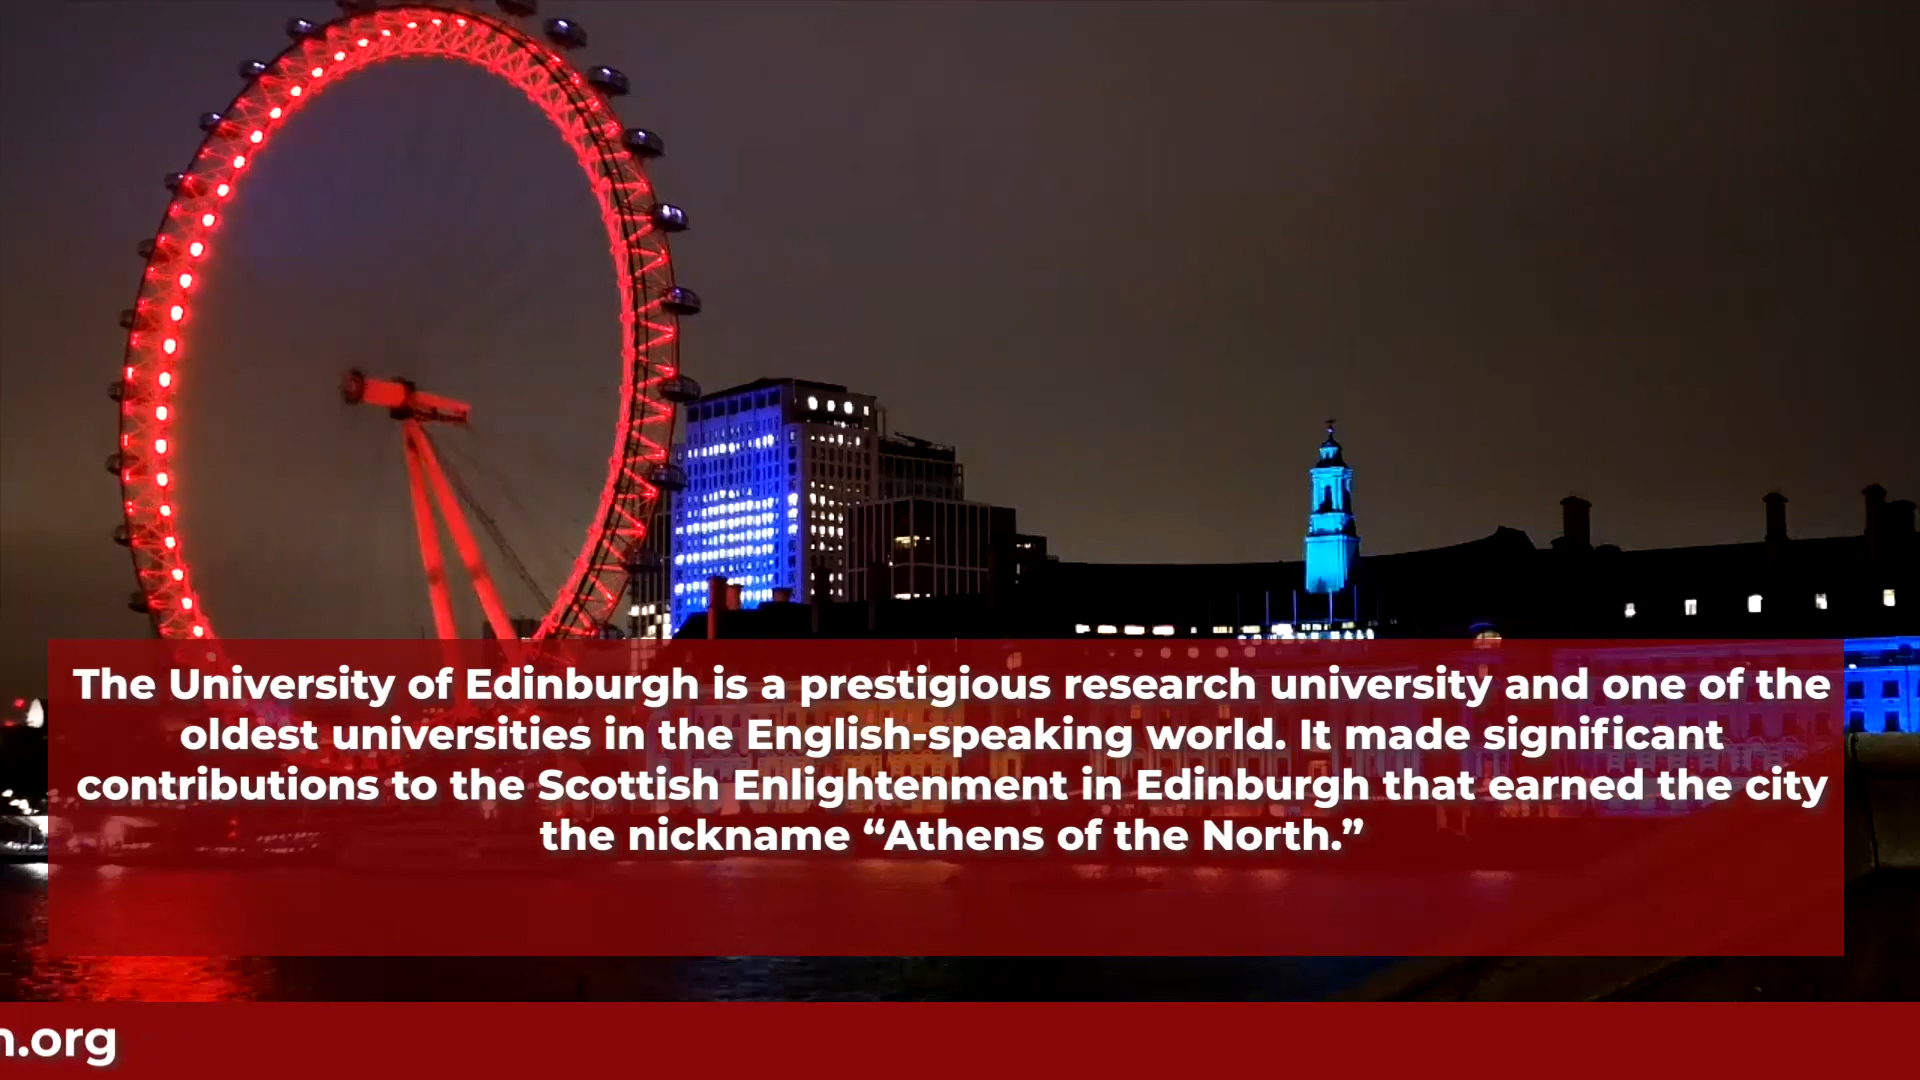 The University of Edinburgh is a prestigious research university and one of the
oldest universities in the English-speaking world. It made significant
contributions to the Scottish Enlightenment in Edinburgh that earned the city
the nickname “Athens of the North.”
n.org